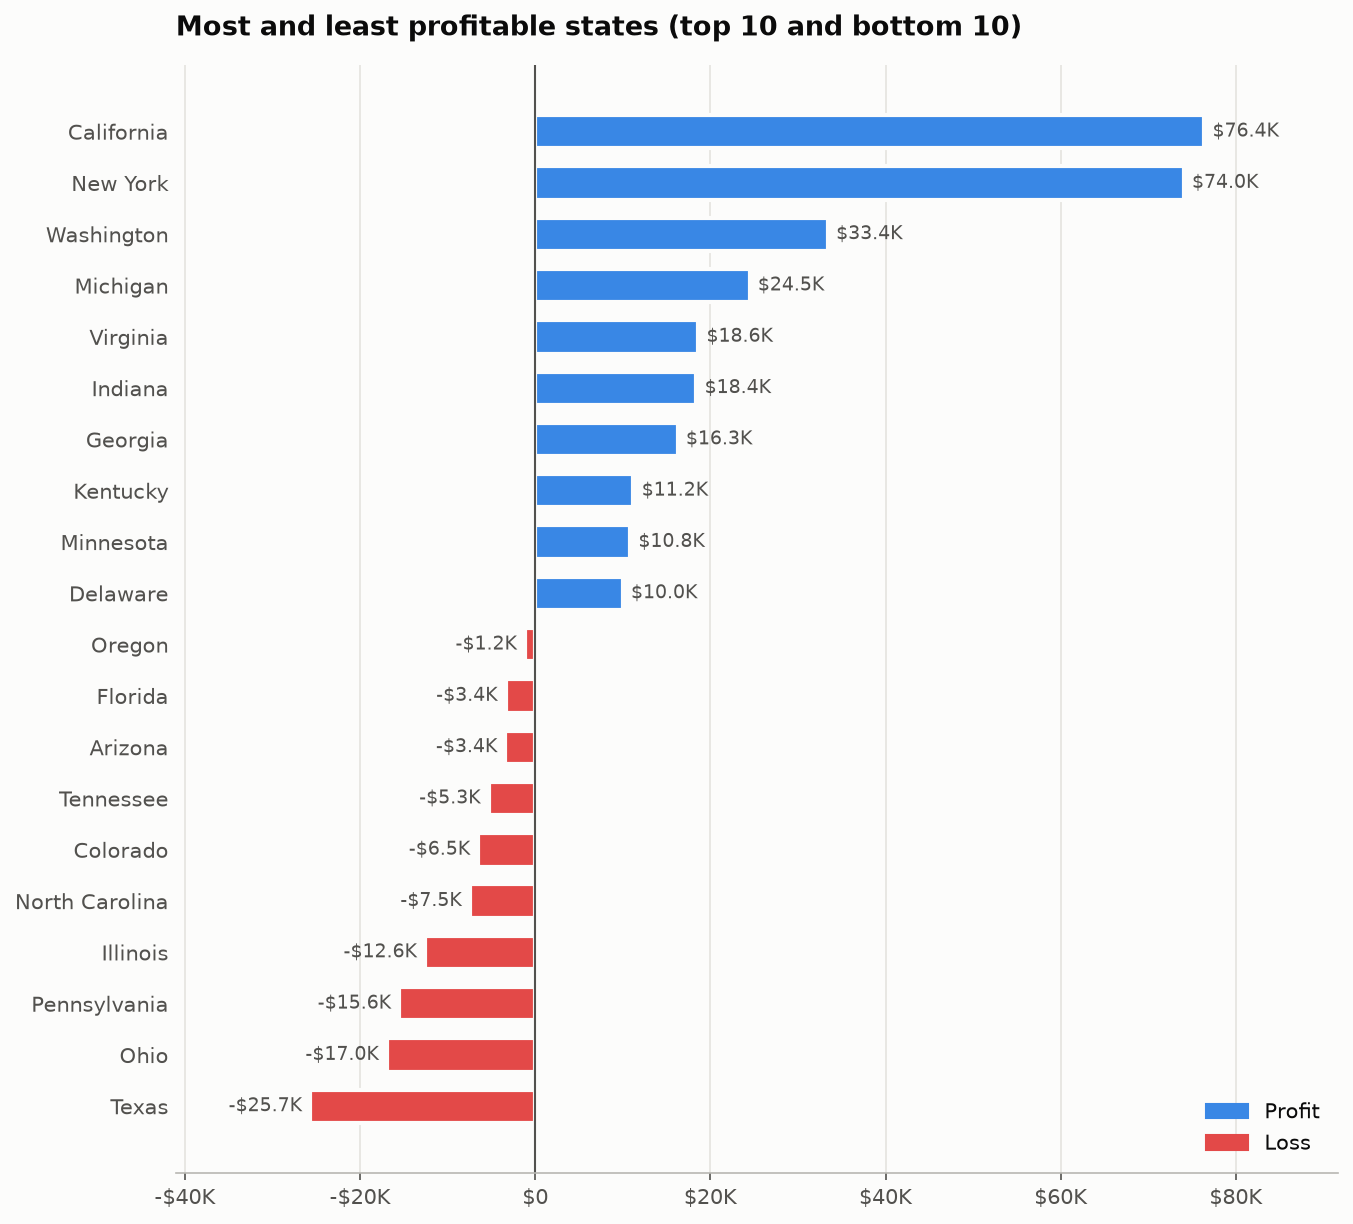 Most and least profitable states (top 10 and bottom 10)
California $76.4K
New York $74.0K
Washington $33.4K
Michigan $24.5K
Virginia $18.6K
Indiana $18.4K
Georgia $16.3K
Kentucky $11.2K
Minnesota $10.8K
Delaware $10.0K
Oregon -$1.2K
Florida -$3.4K
Arizona -$3.4K
Tennessee -$5.3K
Colorado -$6.5K
North Carolina -$7.5K
Illinois -$12.6K
Pennsylvania -$15.6K
Ohio -$17.0K
Texas -$25.7K
Profit
Loss
-$40K -$20K $0 $20K $40K $60K $80K